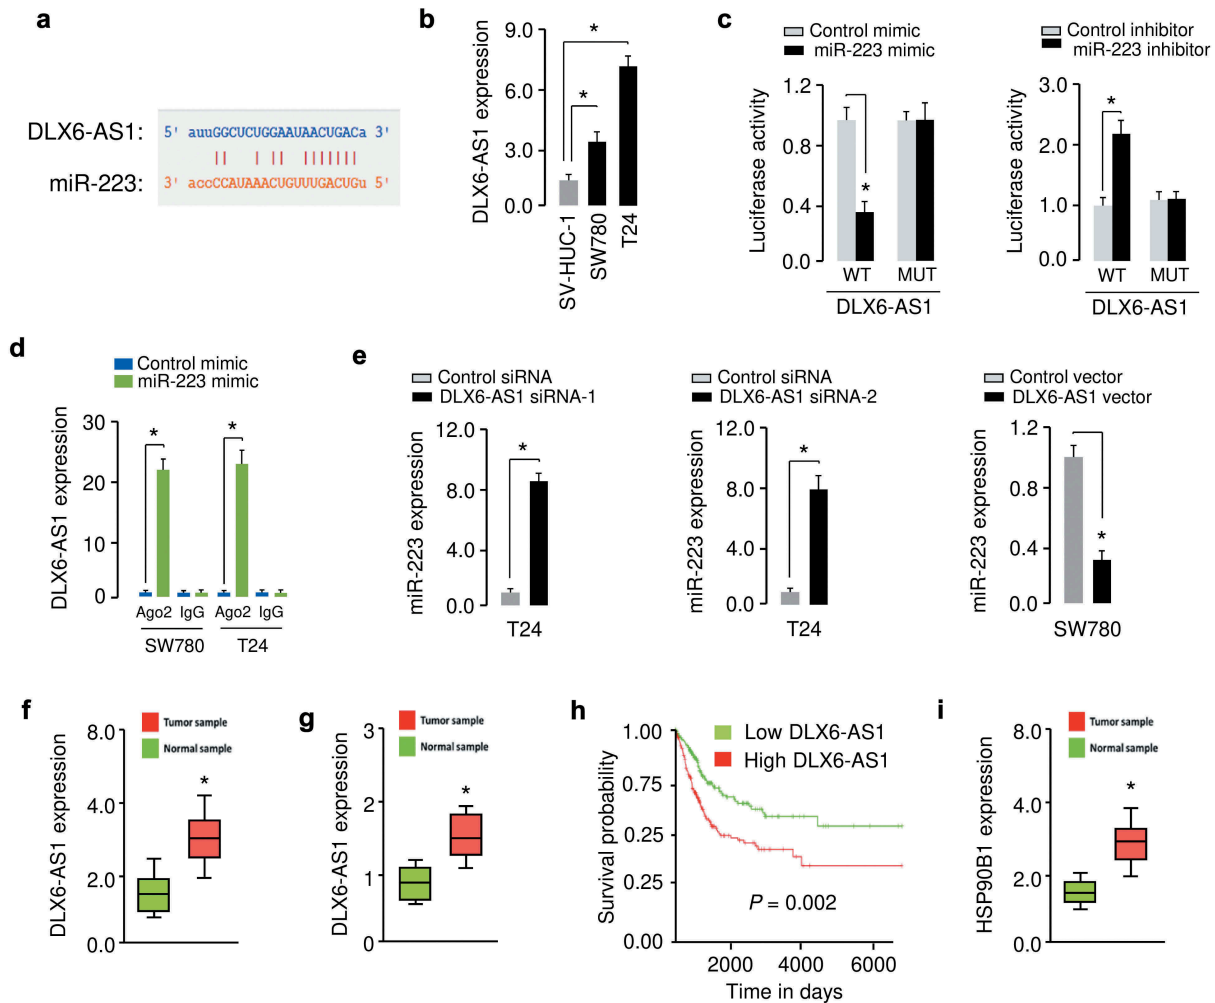 a
DLX6-AS1: 5' auuGGCUCUGGAAUAACUGACa 3'
miR-223: 3' accCCAUAAACUGUUUGACUGu 5'
b
DLX6-AS1 expression
9.0
6.0
3.0
0.0
*
*
SV-HUC-1
SW780
T24
c
Control mimic
miR-223 mimic
Luciferase activity
1.2
0.8
0.4
0.0
*
WT MUT
DLX6-AS1
Control inhibitor
miR-223 inhibitor
Luciferase activity
3.0
2.0
1.0
0.0
*
WT MUT
DLX6-AS1
d
Control mimic
miR-223 mimic
DLX6-AS1 expression
30
20
10
0
* *
Ago2 IgG Ago2 IgG
SW780 T24
e
Control siRNA
DLX6-AS1 siRNA-1
miR-223 expression
12.0
8.0
4.0
0.0
*
T24
Control siRNA
DLX6-AS1 siRNA-2
miR-223 expression
12.0
8.0
4.0
0.0
*
T24
Control vector
DLX6-AS1 vector
miR-223 expression
1.2
0.8
0.4
0.0
*
SW780
f
Tumor sample
Normal sample
DLX6-AS1 expression
8.0
4.0
2.0
0.0
*
g
Tumor sample
Normal sample
DLX6-AS1 expression
3
2
1
0
*
h
Low DLX6-AS1
High DLX6-AS1
Survival probability
1.00
0.75
0.25
0.25
0.00
P = 0.002
2000 4000 6000
Time in days
i
Tumor sample
Normal sample
HSP90B1 expression
8.0
4.0
2.0
0.0
*